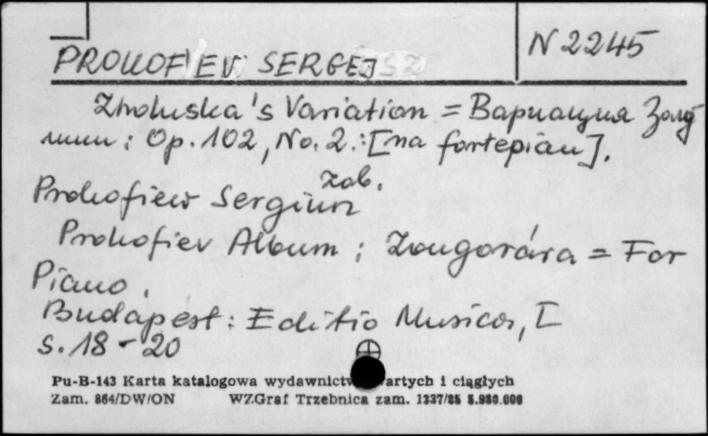 PROKOFIEV SERGEJ
N 2245
Zholuska's Variation = Вариация Золу
шки : Op. 102, No. 2. : [na fortepian].
zob.
Prokofiew Sergiusz
Prokofiev Album ; Zongorára = For
Piano.
Budapest : Editio Musica, I
s. 18 - 20
Pu-B-143 Karta katalogowa wydawnictw artych i ciągłych
Zam. 864/DW/ON WZGraf Trzebnica zam. 1337/85 5.980.000